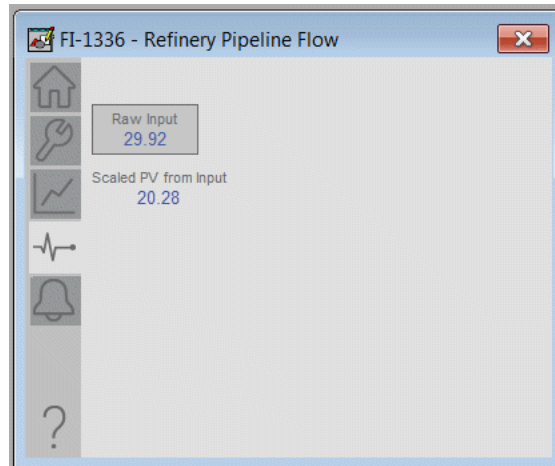 FI-1336 - Refinery Pipeline Flow
Raw Input
29.92
Scaled PV from Input
20.28
?